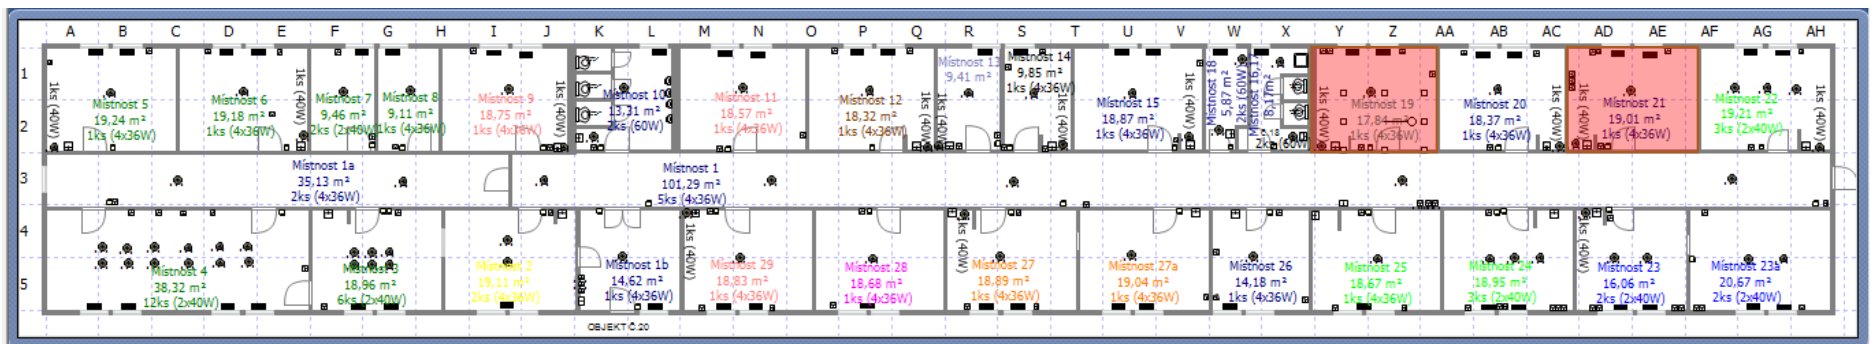 A B C D E F G H I J K L M N O P Q R S T U V W X Y Z AA AB AC AD AE AF AG AH
1
2
3
4
5
Místnost 5
19,24 m²
1ks (4x36W)
1ks (40W)
Místnost 6
19,18 m²
1ks (4x36W)
1ks (40W)
Místnost 7
9,46 m²
2ks (2x40W)
Místnost 8
9,11 m²
1ks (4x36W)
Místnost 9
18,75 m²
1ks (4x36W)
1ks (40W)
Místnost 10
13,31 m²
2ks (60W)
Místnost 11
18,57 m²
1ks (4x36W)
Místnost 12
18,32 m²
1ks (4x36W)
1ks (40W)
1ks (40W)
Místnost 13
9,41 m²
Místnost 14
9,85 m²
1ks (4x36W)
1ks (40W)
Místnost 15
18,87 m²
1ks (4x36W)
1ks (40W)
Místnost 18
5,87 m²
2ks (60W)
Místnost 16,17
8,17m²
2ks (60W)
1ks (40W)
Místnost 19
17,81 m²
1ks (4x36W)
Místnost 20
18,37 m²
1ks (4x36W)
1ks (40W)
1ks (40W)
Místnost 21
19,01 m²
1ks (4x36W)
Místnost 22
19,21 m²
3ks (2x40W)
1ks (40W)
Místnost 1a
35,13 m²
2ks (4x36W)
Místnost 1
101,29 m²
5ks (4x36W)
Místnost 4
38,32 m²
12ks (2x40W)
Místnost 3
18,96 m²
6ks (2x40W)
Místnost 2
19,11 m²
2ks (4x36W)
Místnost 1b
14,62 m²
1ks (4x36W)
1ks (40W)
Místnost 29
18,83 m²
1ks (4x36W)
Místnost 28
18,68 m²
1ks (4x36W)
1ks (40W)
Místnost 27
18,89 m²
1ks (4x36W)
Místnost 27a
19,04 m²
1ks (4x36W)
Místnost 26
14,18 m²
1ks (4x36W)
Místnost 25
18,67 m²
1ks (4x36W)
Místnost 24
18,95 m²
3ks (2x40W)
1ks (40W)
Místnost 23
16,06 m²
2ks (2x40W)
Místnost 23a
20,67 m²
2ks (2x40W)
OBJEKT Č.20